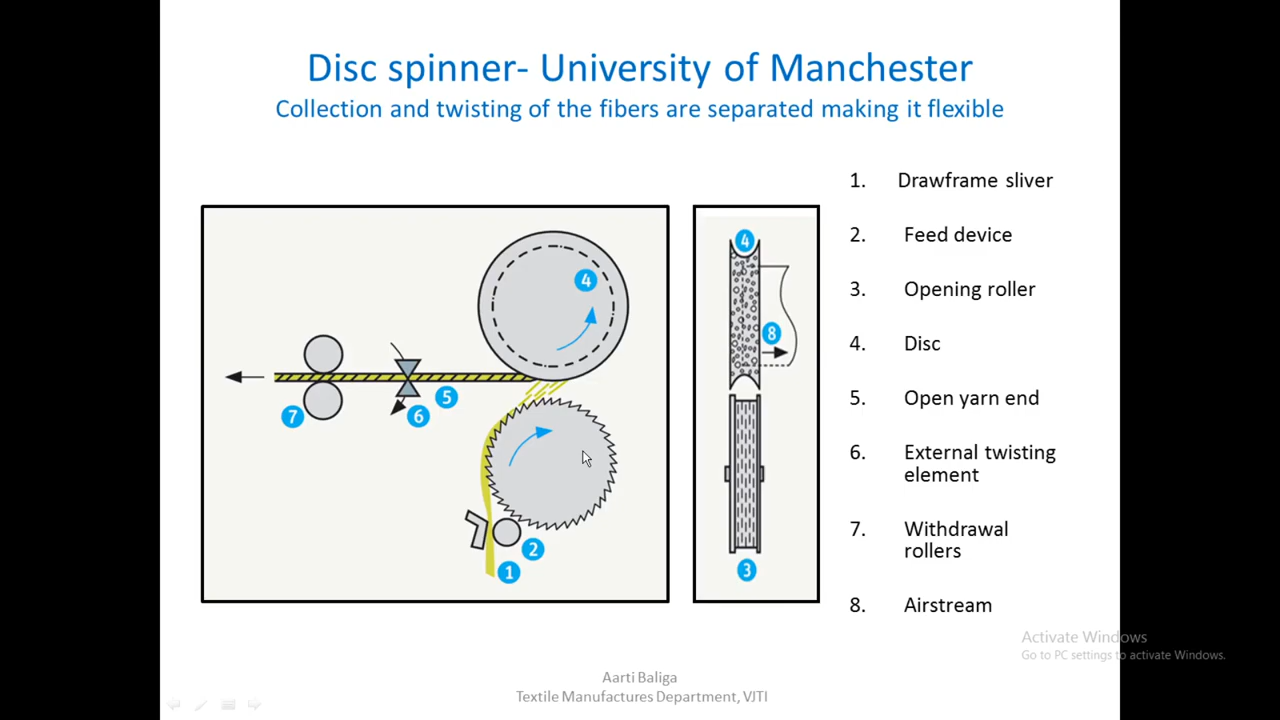 Disc spinner- University of Manchester
Collection and twisting of the fibers are separated making it flexible
4
5
6
7
2
1
4
8
3
1. Drawframe sliver
2. Feed device
3. Opening roller
4. Disc
5. Open yarn end
6. External twisting
element
7. Withdrawal
rollers
8. Airstream
Activate Windows
Go to PC settings to activate Windows.
Aarti Baliga
Textile Manufactures Department, VJTI